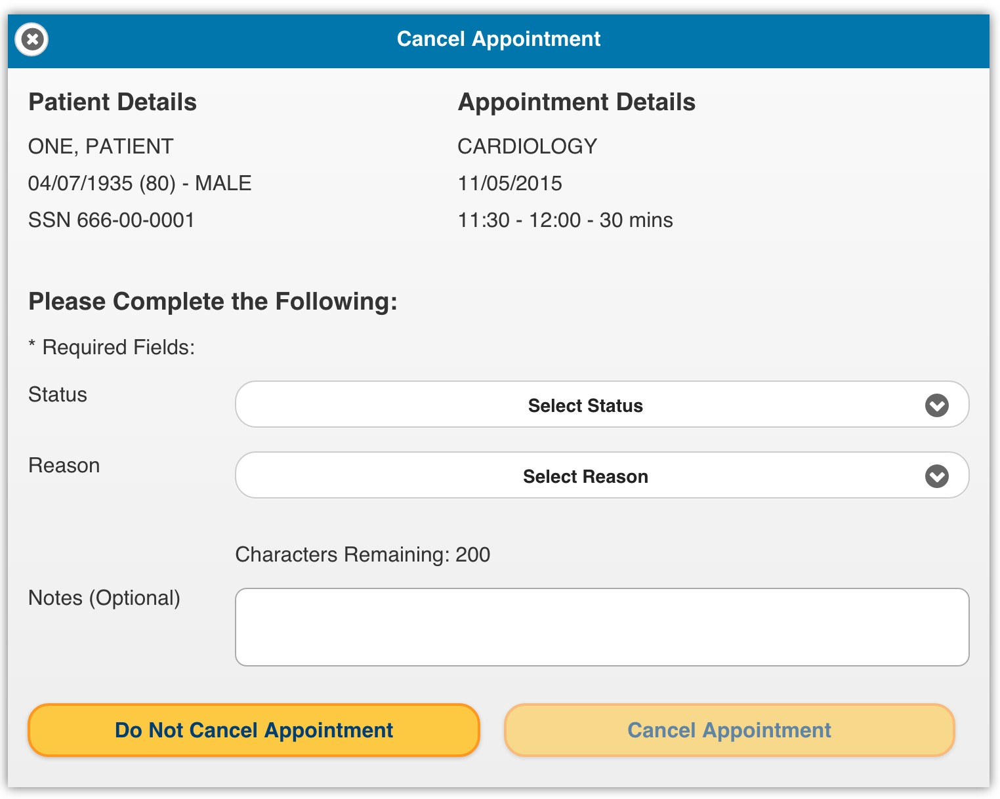 Cancel Appointment
Patient Details
ONE, PATIENT
04/07/1935 (80) - MALE
SSN 666-00-0001
Appointment Details
CARDIOLOGY
11/05/2015
11:30 - 12:00 - 30 mins
Please Complete the Following:
* Required Fields:
Status
Select Status
Reason
Select Reason
Characters Remaining: 200
Notes (Optional)
Do Not Cancel Appointment
Cancel Appointment